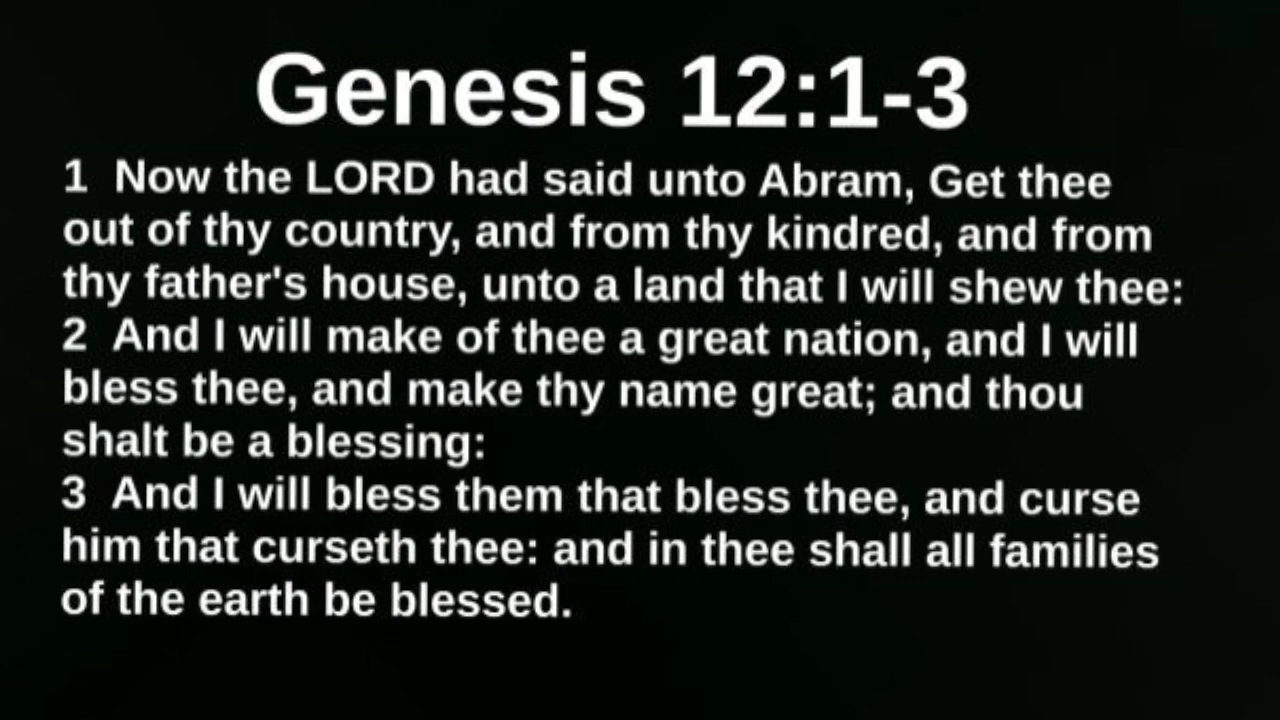 Genesis 12:1-3
1 Now the LORD had said unto Abram, Get thee
out of thy country, and from thy kindred, and from
thy father's house, unto a land that I will shew thee:
2 And I will make of thee a great nation, and I will
bless thee, and make thy name great; and thou
shalt be a blessing:
3 And I will bless them that bless thee, and curse
him that curseth thee: and in thee shall all families
of the earth be blessed.